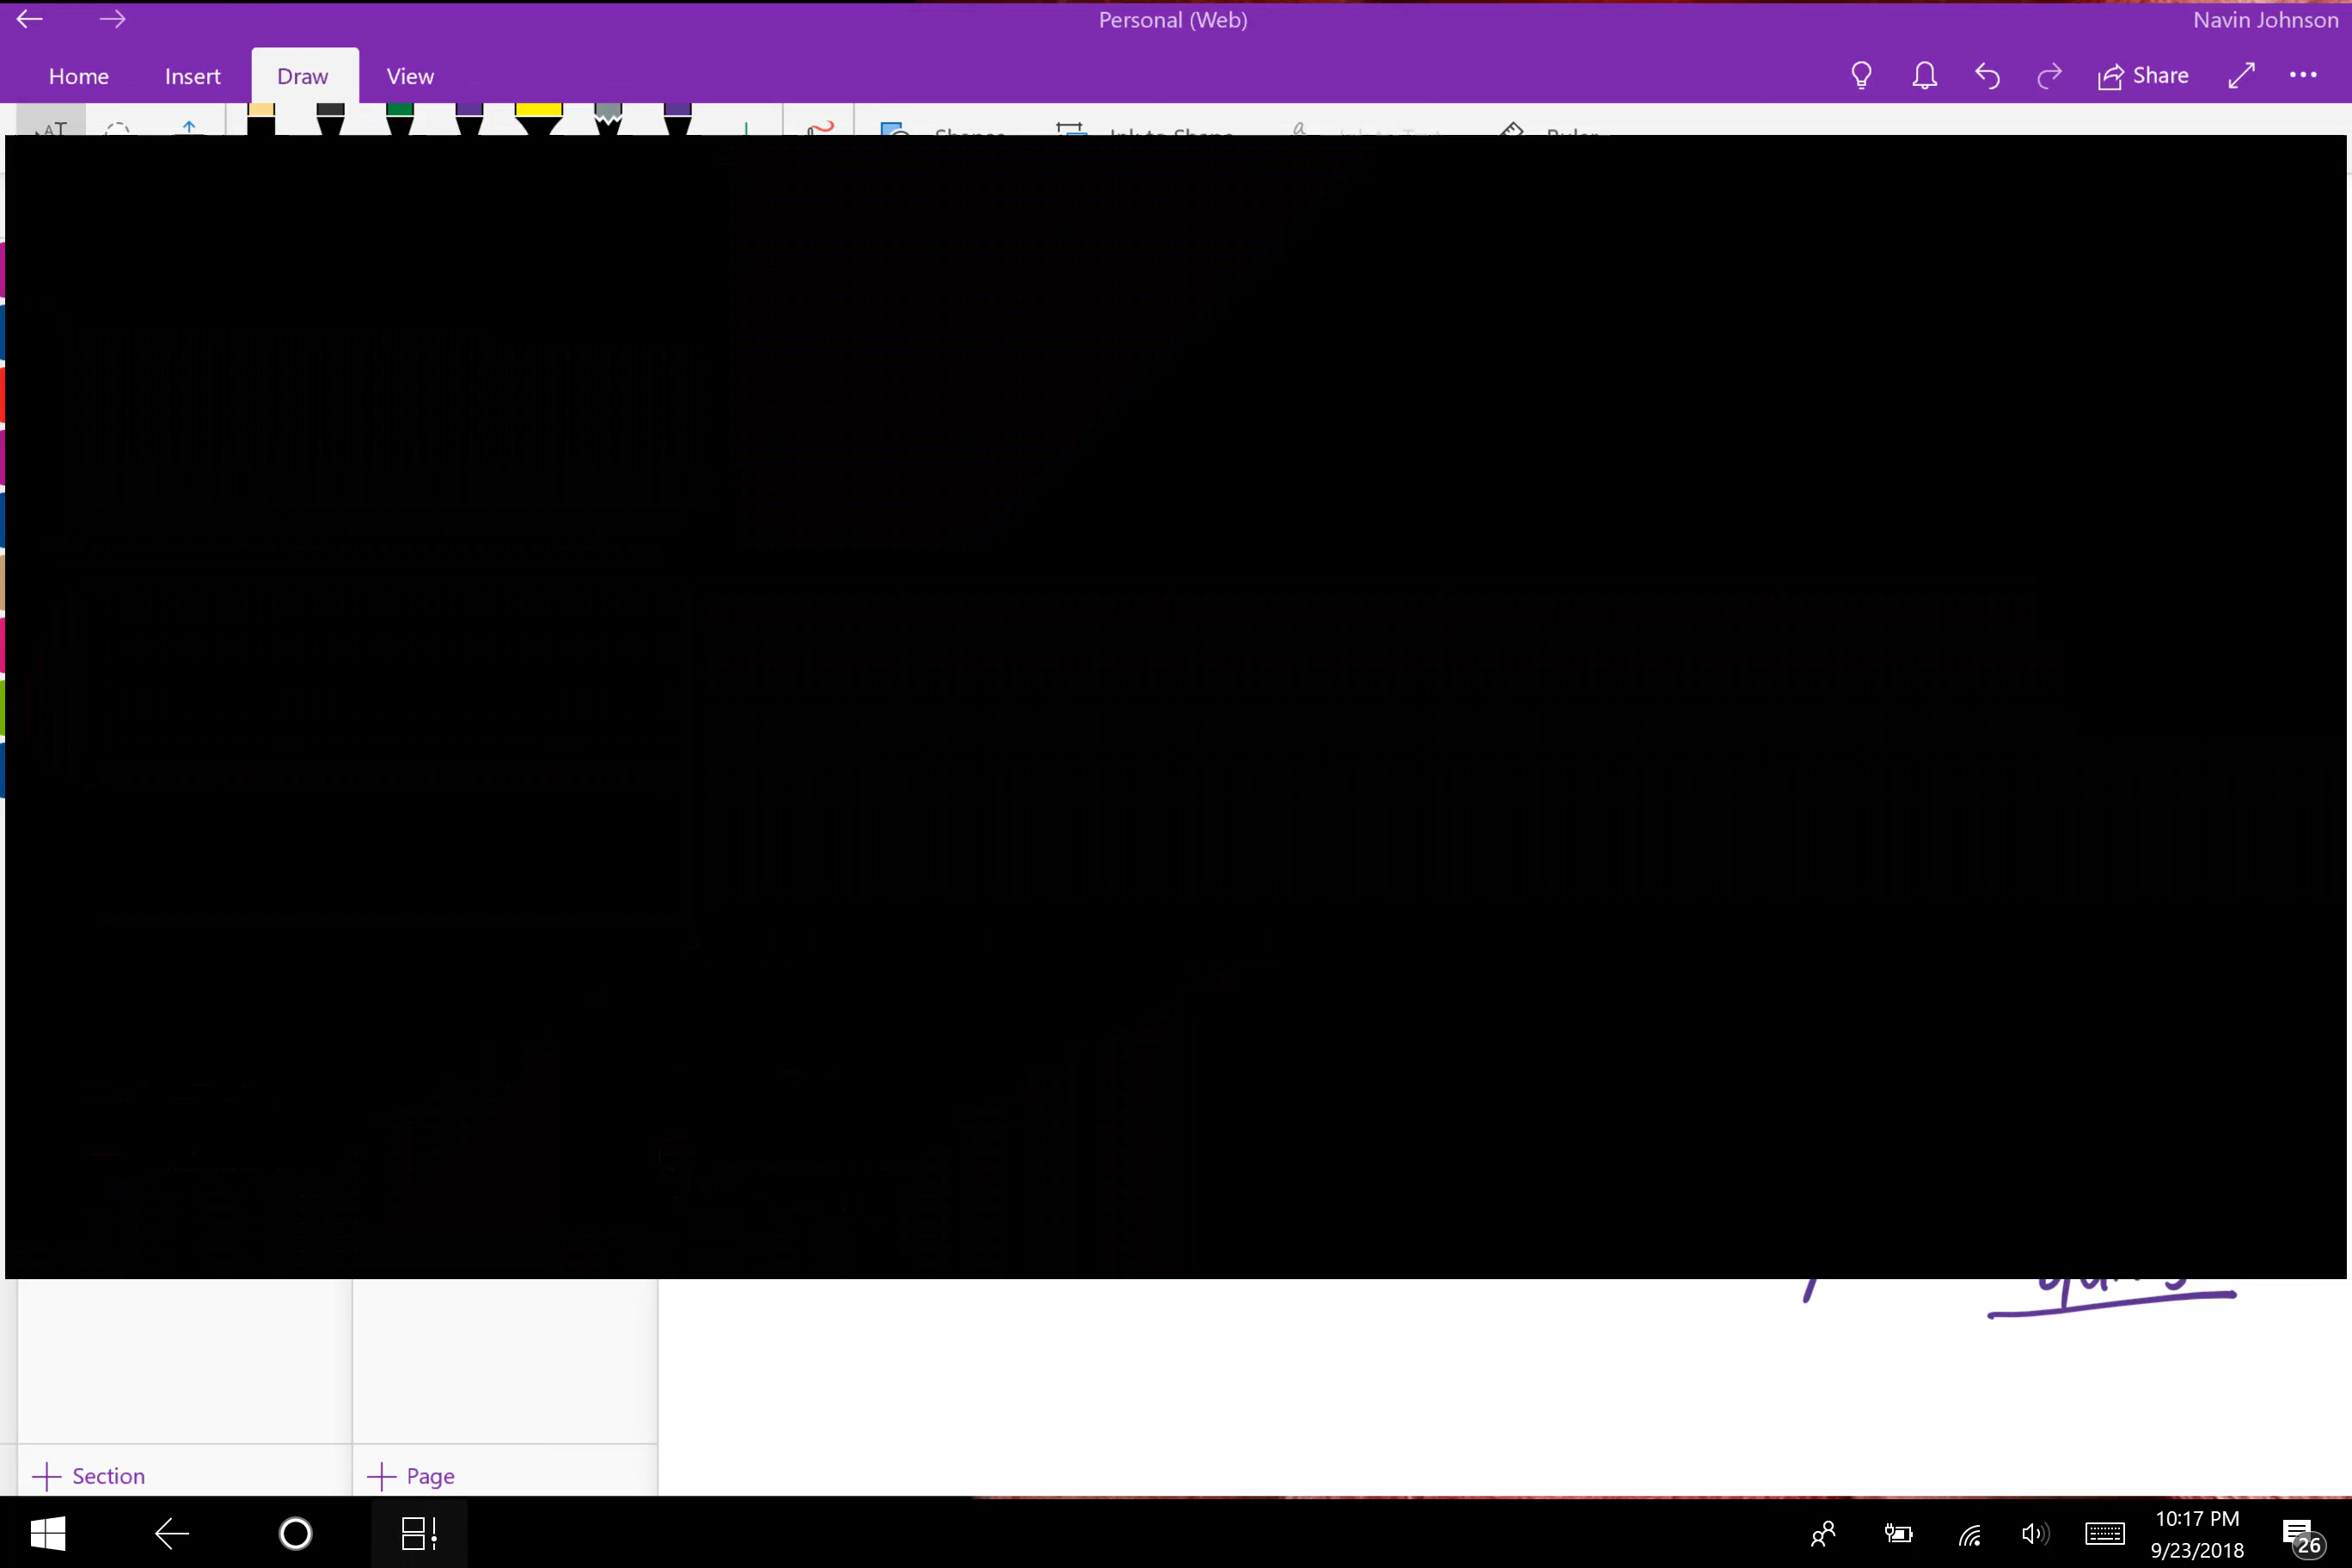 Personal (Web)
Navin Johnson
Home Insert Draw View
Share
Section
Page
10:17 PM
9/23/2018
26